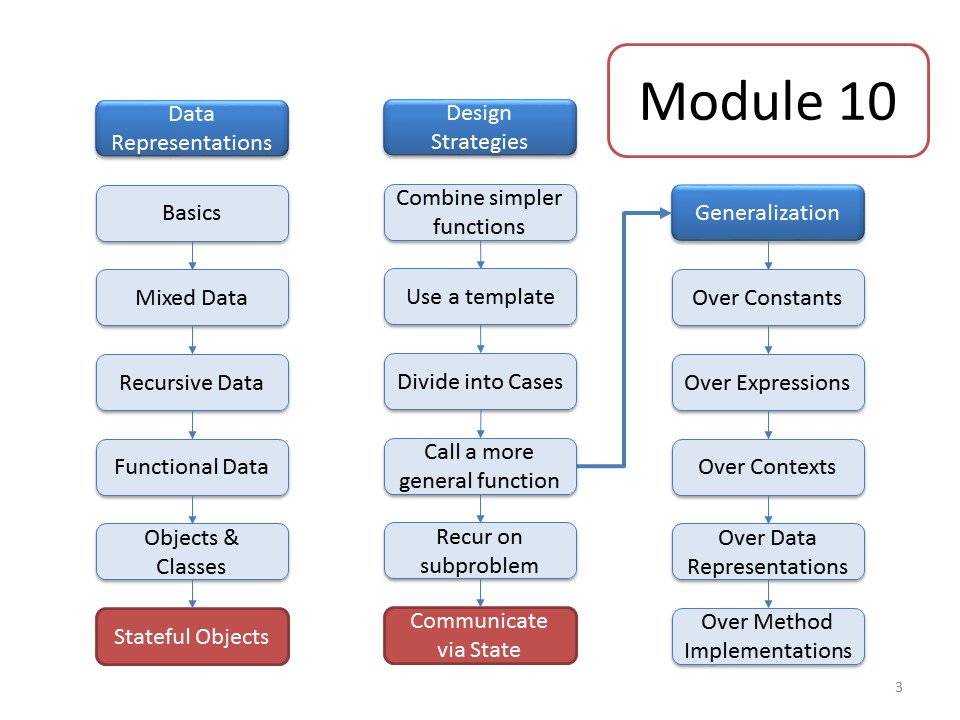 Module 10
Data
Representations
Basics
Mixed Data
Recursive Data
Functional Data
Objects &
Classes
Stateful Objects
Design
Strategies
Combine simpler
functions
Use a template
Divide into Cases
Call a more
general function
Recur on
subproblem
Communicate
via State
Generalization
Over Constants
Over Expressions
Over Contexts
Over Data
Representations
Over Method
Implementations
3